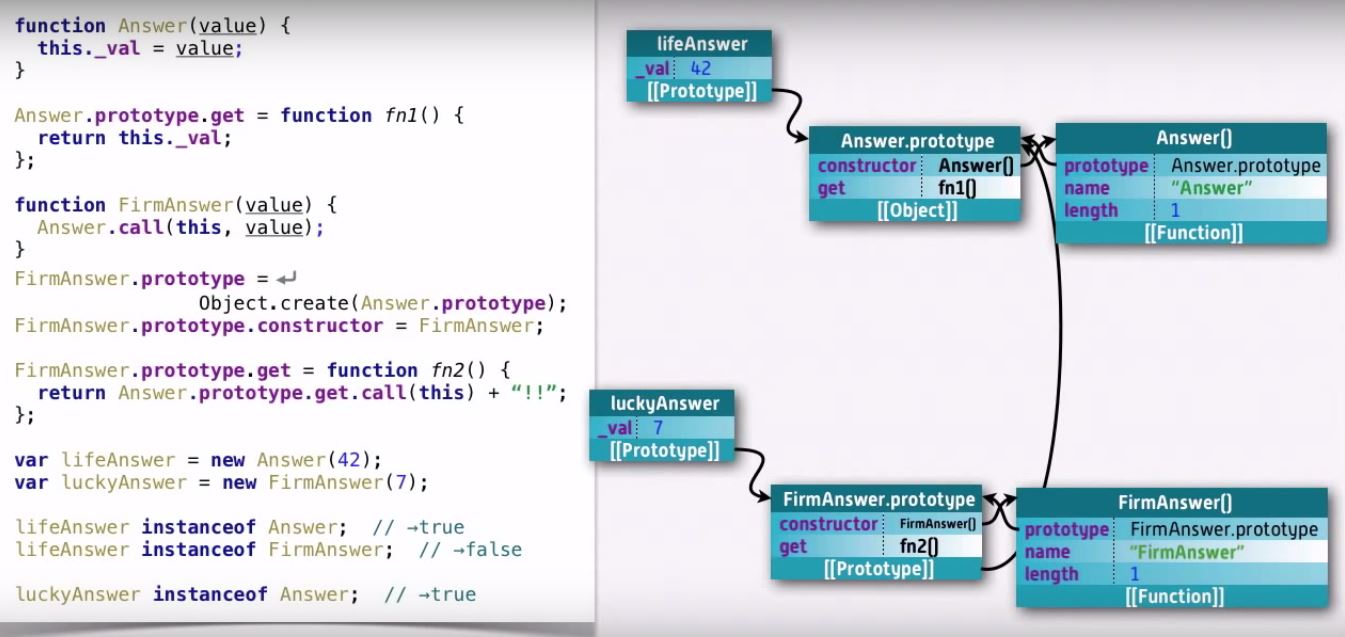 function Answer(value) {
this._val = value;
}
Answer.prototype.get = function fn1() {
return this._val;
};
function FirmAnswer(value) {
Answer.call(this, value);
}
FirmAnswer.prototype = ↵
Object.create(Answer.prototype);
FirmAnswer.prototype.constructor = FirmAnswer;
FirmAnswer.prototype.get = function fn2() {
return Answer.prototype.get.call(this) + “!!”;
};
var lifeAnswer = new Answer(42);
var luckyAnswer = new FirmAnswer(7);
lifeAnswer instanceof Answer; // →true
lifeAnswer instanceof FirmAnswer; // →false
luckyAnswer instanceof Answer; // →true
lifeAnswer
_val 42
[[Prototype]]
Answer.prototype
constructor Answer()
get fn1()
[[Object]]
Answer()
prototype Answer.prototype
name “Answer”
length 1
[[Function]]
luckyAnswer
_val 7
[[Prototype]]
FirmAnswer.prototype
constructor FirmAnswer()
get fn2()
[[Prototype]]
FirmAnswer()
prototype FirmAnswer.prototype
name “FirmAnswer”
length 1
[[Function]]